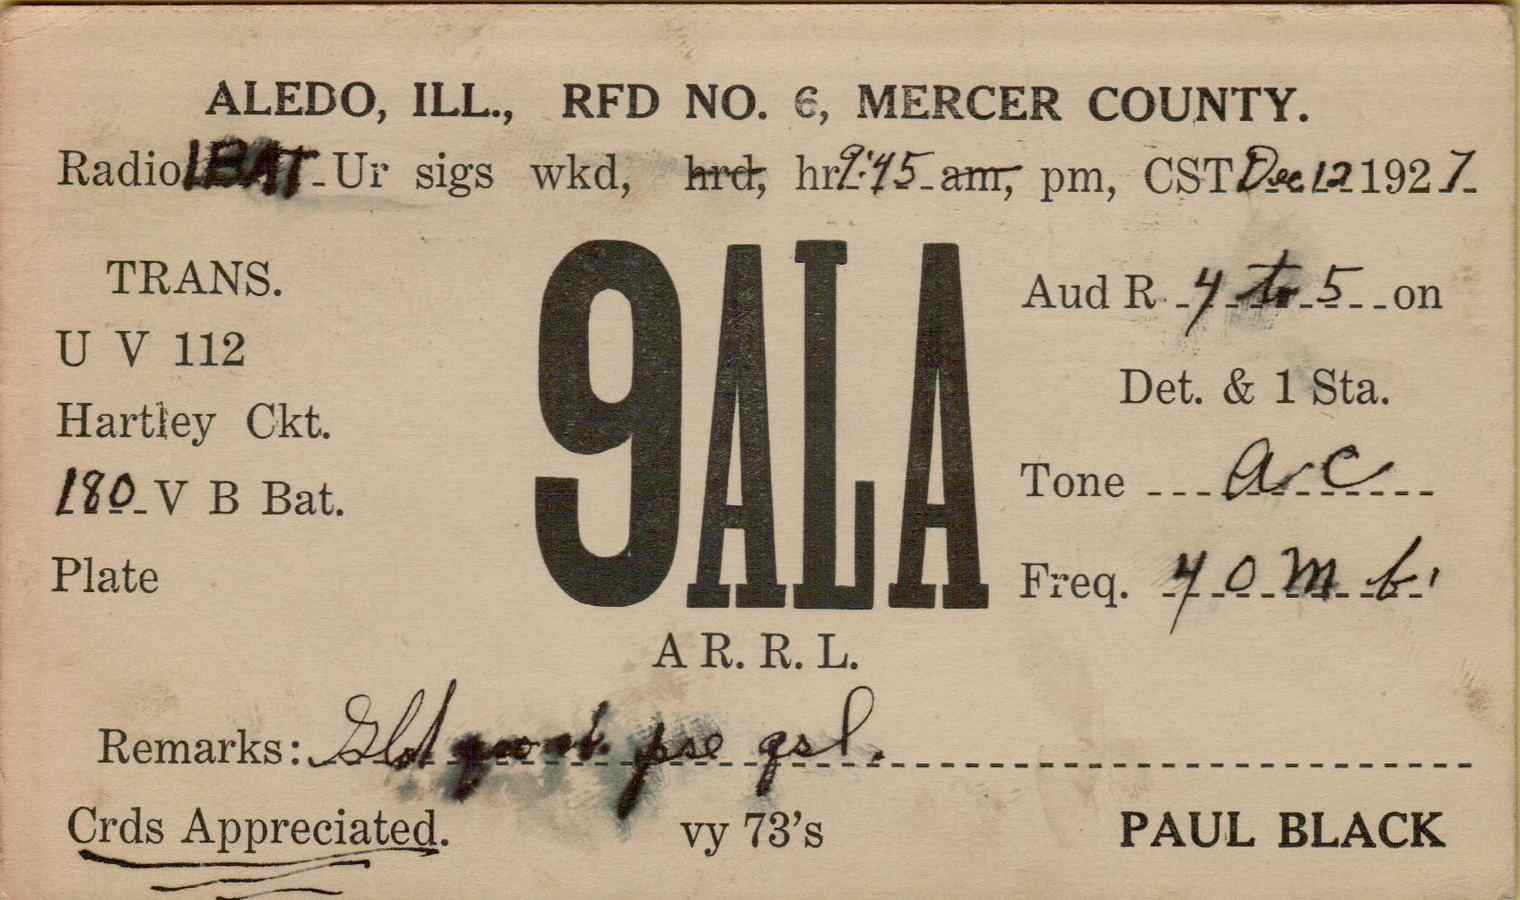 ALEDO, ILL., RFD NO. 6, MERCER COUNTY.
Radio 1BAT Ur sigs wkd, hrd, hr 9:45 am, pm, CST Dec 12 1927
TRANS.
U V 112
Hartley Ckt.
180 V B Bat.
Plate
9ALA
A R. R. L.
Aud R 4 to 5 on
Det. & 1 Sta.
Tone a.c
Freq. 40 m b.
Remarks: pse qsl.
Crds Appreciated. vy 73's PAUL BLACK